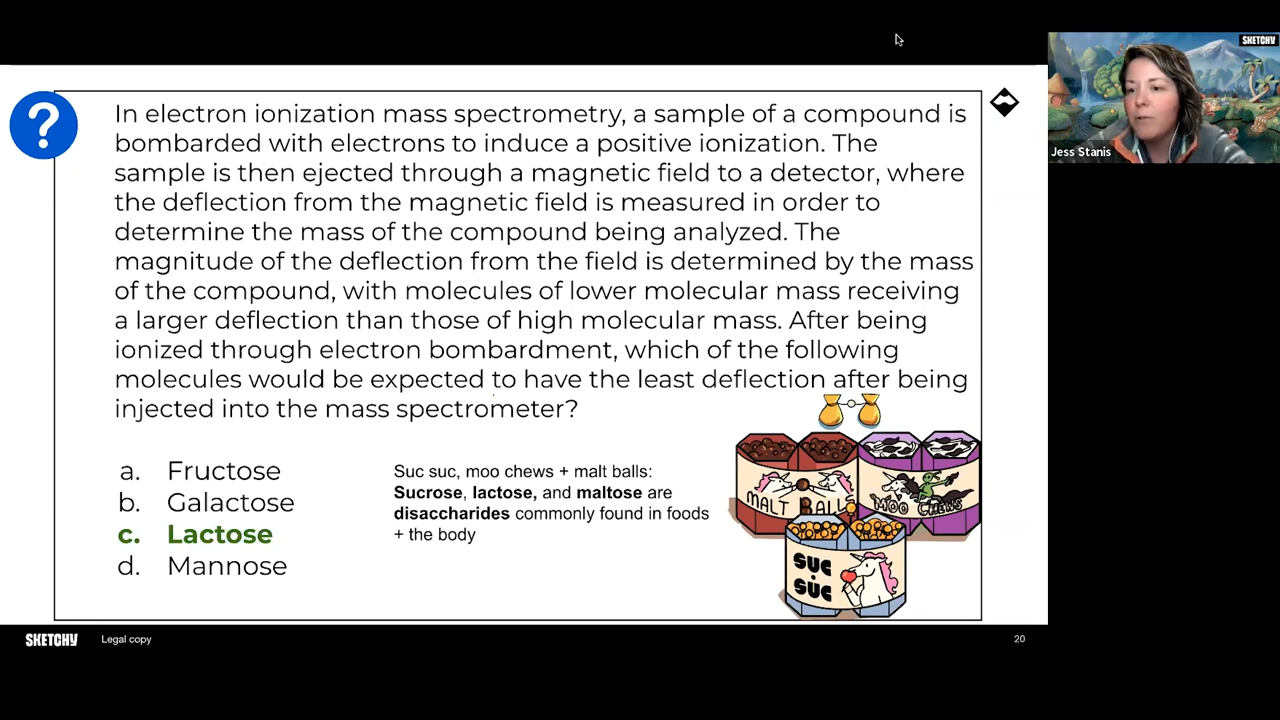 SKETCHY
Jess Stanis
?
In electron ionization mass spectrometry, a sample of a compound is
bombarded with electrons to induce a positive ionization. The
sample is then ejected through a magnetic field to a detector, where
the deflection from the magnetic field is measured in order to
determine the mass of the compound being analyzed. The
magnitude of the deflection from the field is determined by the mass
of the compound, with molecules of lower molecular mass receiving
a larger deflection than those of high molecular mass. After being
ionized through electron bombardment, which of the following
molecules would be expected to have the least deflection after being
injected into the mass spectrometer?
a. Fructose
b. Galactose
c. Lactose
d. Mannose
Suc suc, moo chews + malt balls:
Sucrose, lactose, and maltose are
disaccharides commonly found in foods
+ the body
MALT BALLS
MOO CHEWS
SUC
SUC
SKETCHY
Legal copy
20